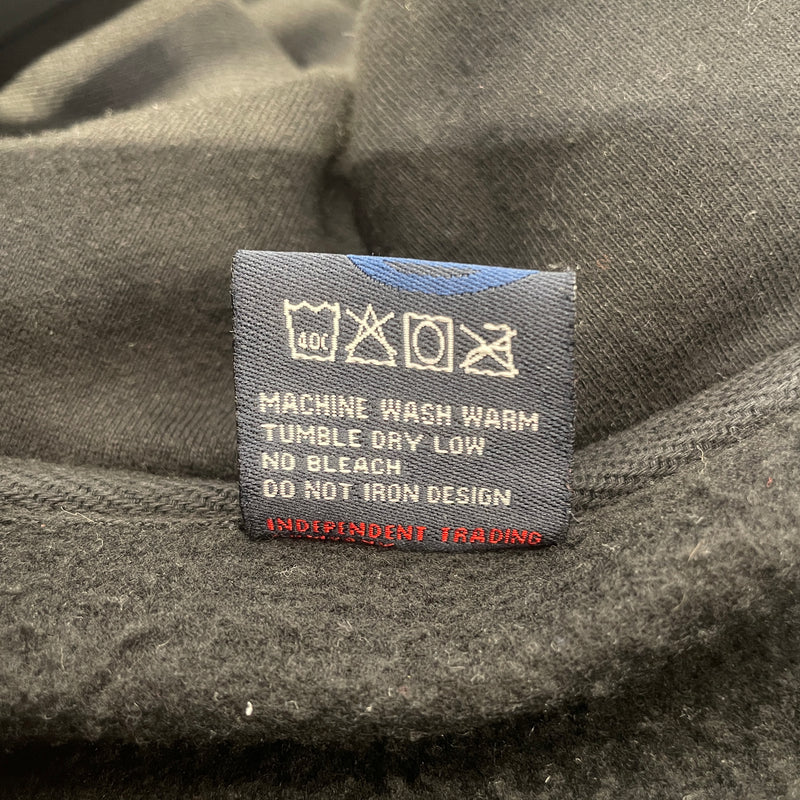 40C
MACHINE WASH WARM
TUMBLE DRY LOW
NO BLEACH
DO NOT IRON DESIGN
INDEPENDENT TRADING